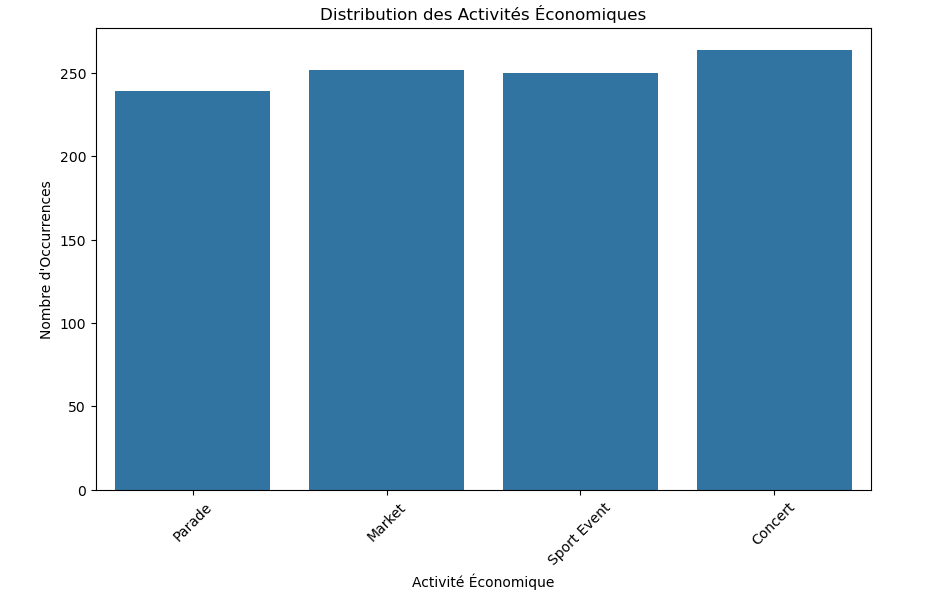 Distribution des Activités Économiques
Nombre d'Occurrences
250
200
150
100
50
0
Parade
Market
Sport Event
Concert
Activité Économique